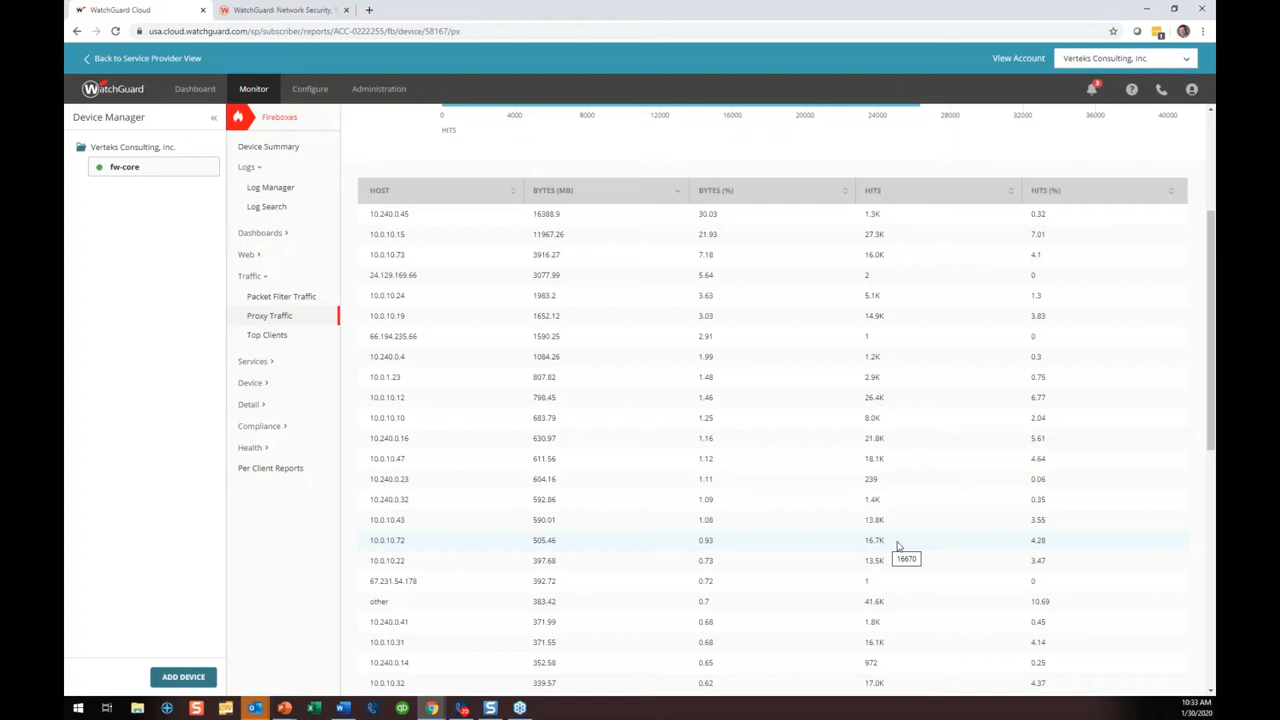 WatchGuard Cloud
WatchGuard: Network Security, S
usa.cloud.watchguard.com/sp/subscriber/reports/ACC-0222255/fb/device/58167/px
Back to Service Provider View
View Account
Verteks Consulting, Inc.
WatchGuard
Dashboard
Monitor
Configure
Administration
3
Device Manager
Fireboxes
Verteks Consulting, Inc.
fw-core
Device Summary
Logs
Log Manager
Log Search
Dashboards
Web
Traffic
Packet Filter Traffic
Proxy Traffic
Top Clients
Services
Device
Detail
Compliance
Health
Per Client Reports
ADD DEVICE
0 4000 8000 12000 16000 20000 24000 28000 32000 36000 40000
HITS
HOST BYTES (MB) BYTES (%) HITS HITS (%)
10.240.0.45 16388.9 30.03 1.3K 0.32
10.0.10.15 11967.26 21.93 27.3K 7.01
10.0.10.73 3916.27 7.18 16.0K 4.1
24.129.169.66 3077.99 5.64 2 0
10.0.10.24 1983.2 3.63 5.1K 1.3
10.0.10.19 1652.12 3.03 14.9K 3.83
66.194.235.66 1590.25 2.91 1 0
10.240.0.4 1084.26 1.99 1.2K 0.3
10.0.1.23 807.82 1.48 2.9K 0.75
10.0.10.12 798.45 1.46 26.4K 6.77
10.0.10.10 683.79 1.25 8.0K 2.04
10.240.0.16 630.97 1.16 21.8K 5.61
10.0.10.47 611.56 1.12 18.1K 4.64
10.240.0.23 604.16 1.11 239 0.06
10.240.0.32 592.86 1.09 1.4K 0.35
10.0.10.43 590.01 1.08 13.8K 3.55
10.0.10.72 505.46 0.93 16.7K 4.28
16670
10.0.10.22 397.68 0.73 13.5K 3.47
67.231.54.178 392.72 0.72 1 0
other 383.42 0.7 41.6K 10.69
10.240.0.41 371.99 0.68 1.8K 0.45
10.0.10.31 371.55 0.68 16.1K 4.14
10.240.0.14 352.58 0.65 972 0.25
10.0.10.32 339.57 0.62 17.0K 4.37
10:33 AM
1/30/2020